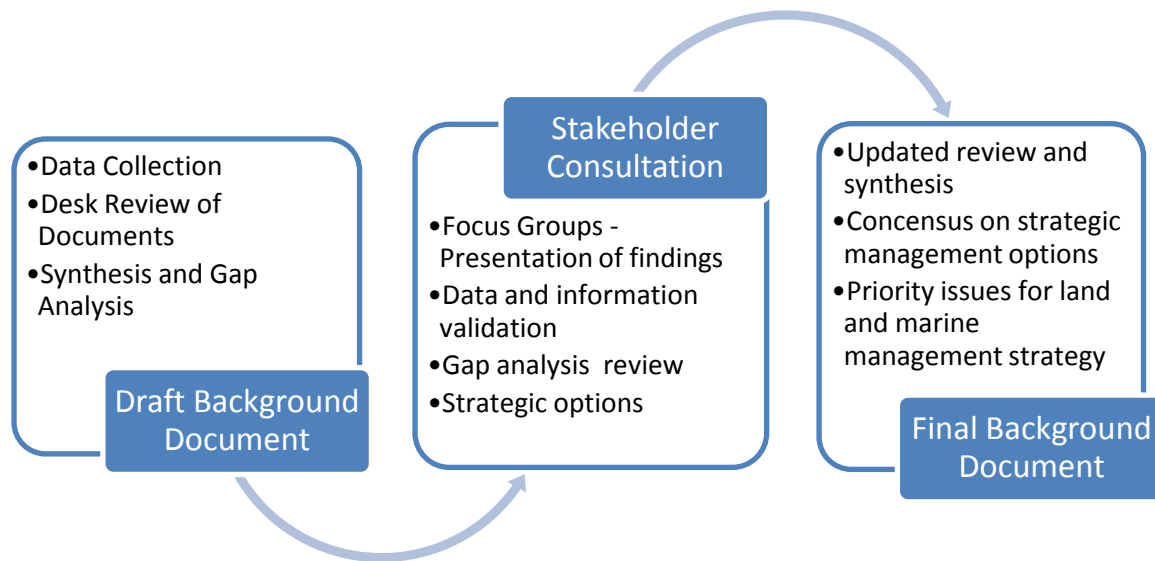 •Data Collection
•Desk Review of
Documents
•Synthesis and Gap
Analysis
Draft Background
Document
Stakeholder
Consultation
•Focus Groups -
Presentation of findings
•Data and information
validation
•Gap analysis  review
•Strategic options
•Updated review and
synthesis
•Concensus on strategic
management options
•Priority issues for land
and marine
management strategy
Final Background
Document